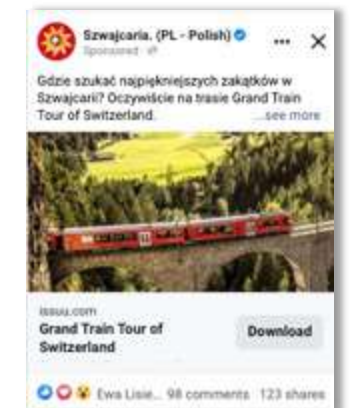 Szwajcaria. (PL - Polish)
Sponsored
Gdzie szukać najpiękniejszych zakątków w
Szwajcarii? Oczywiście na trasie Grand Train
Tour of Switzerland. ...see more
issuu.com
Grand Train Tour of
Switzerland
Download
Ewa Lisie... 98 comments 123 shares